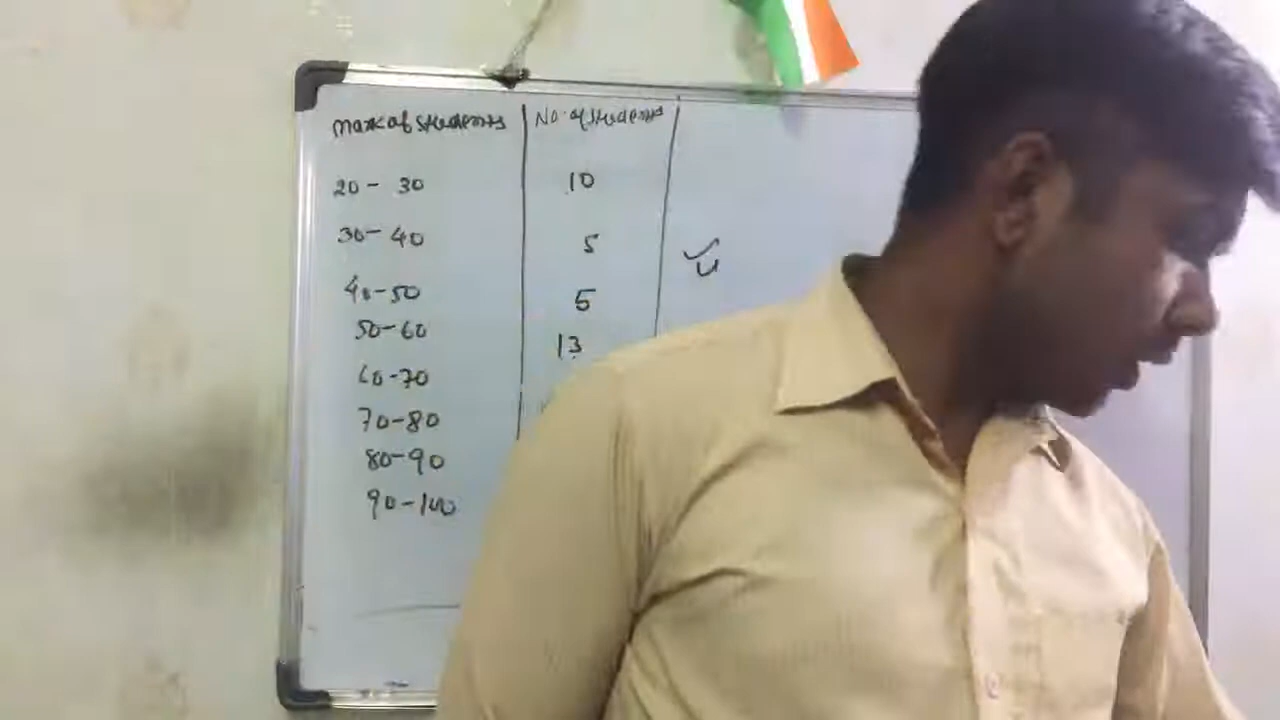 Mark of students No. of students
20 - 30 10
30 - 40 5
40 - 50 5
50 - 60 13
60 - 70
70 - 80
80 - 90
90 - 100